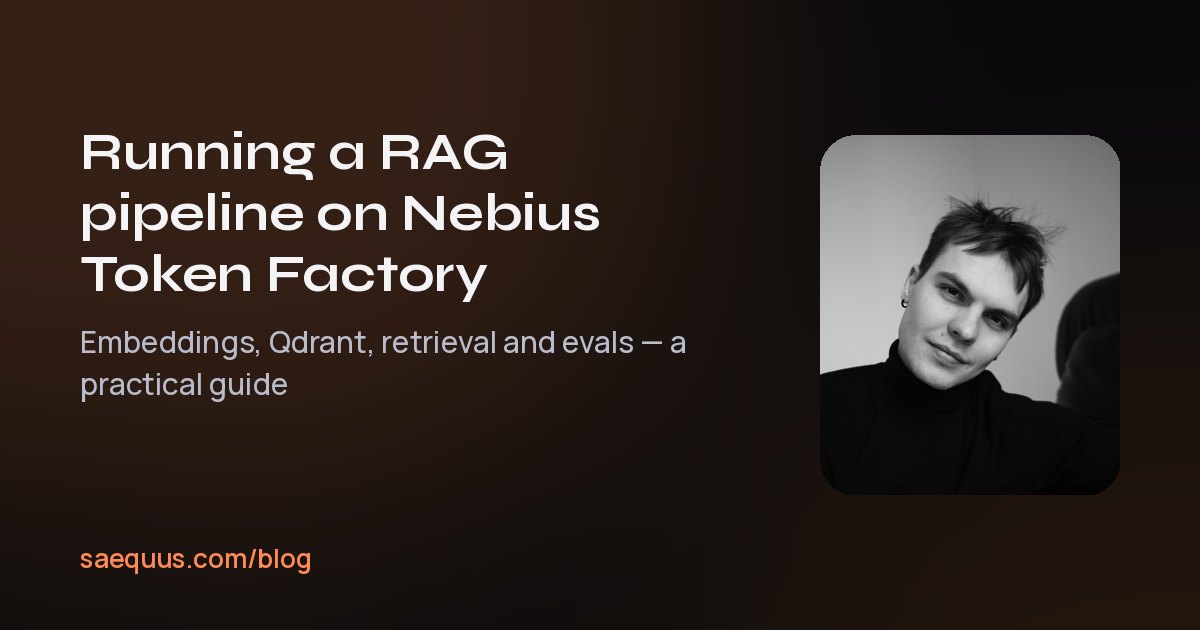 Running a RAG
pipeline on Nebius
Token Factory
Embeddings, Qdrant, retrieval and evals — a
practical guide
saequus.com/blog